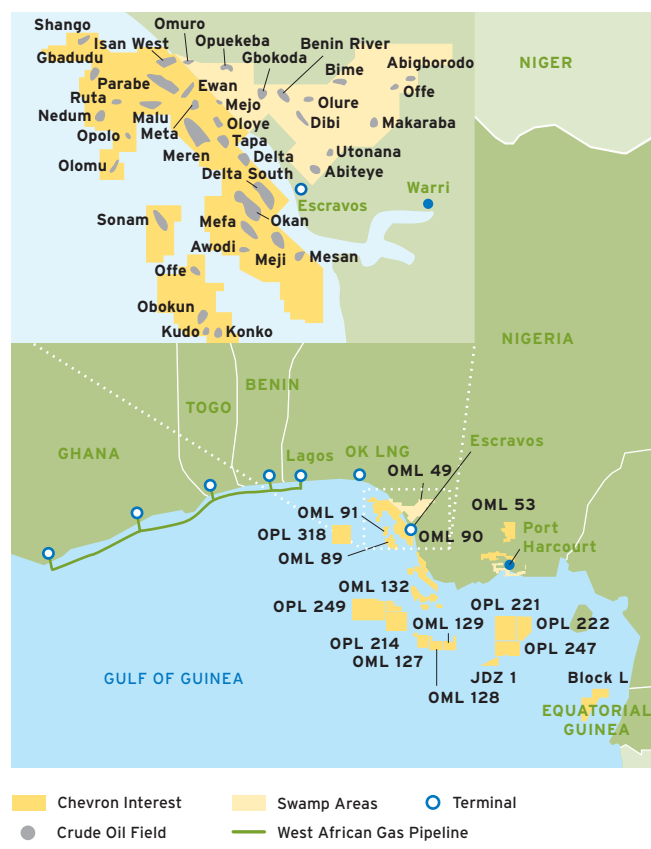 Shango
Omuro
Isan West
Opuekeba
Gbadudu
Gbokoda
Benin River
Bime
Abigborodo
NIGER
Parabe
Ewan
Offe
Ruta
Mejo
Olure
Nedum
Malu
Oloye
Dibi
Makaraba
Opolo
Meta
Tapa
Meren
Delta
Utonana
Olomu
Delta South
Abiteye
Warri
Escravos
Sonam
Mefa
Okan
Awodi
Meji
Mesan
Offe
Obokun
Kudo
Konko
NIGERIA
BENIN
TOGO
GHANA
Lagos
OK LNG
Escravos
OML 49
OML 53
OML 91
OPL 318
OML 90
Port
Harcourt
OML 89
OML 132
OPL 249
OPL 221
OML 129
OPL 222
OPL 214
OPL 247
OML 127
GULF OF GUINEA
JDZ 1
Block L
OML 128
EQUATORIAL
GUINEA
Chevron Interest
Swamp Areas
Terminal
Crude Oil Field
West African Gas Pipeline